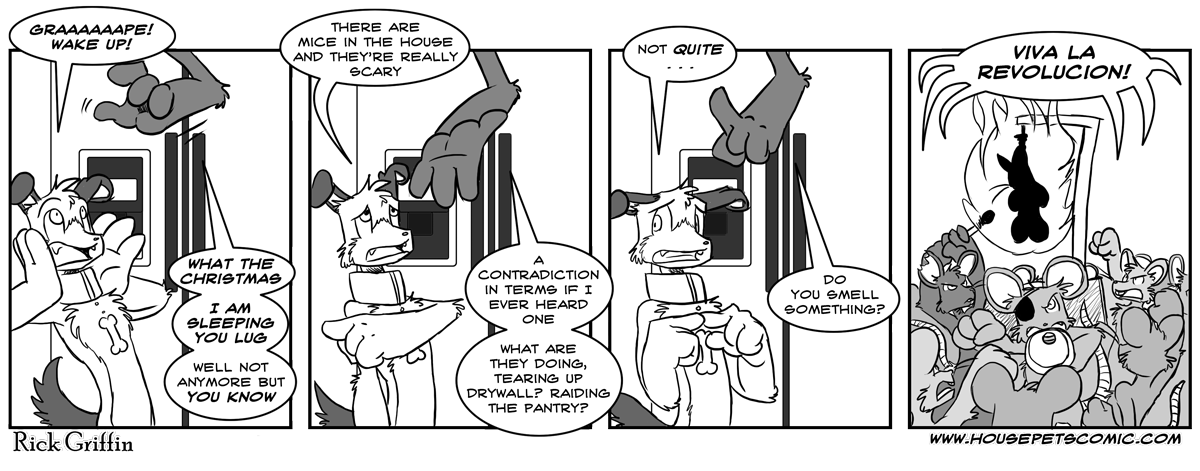 GRAAAAAAPE!
WAKE UP!
WHAT THE
CHRISTMAS
I AM
SLEEPING
YOU LUG
WELL NOT
ANYMORE BUT
YOU KNOW
THERE ARE
MICE IN THE HOUSE
AND THEY'RE REALLY
SCARY
A
CONTRADICTION
IN TERMS IF I
EVER HEARD
ONE
WHAT ARE
THEY DOING,
TEARING UP
DRYWALL? RAIDING
THE PANTRY?
NOT QUITE
. . .
DO
YOU SMELL
SOMETHING?
VIVA LA
REVOLUCION!
Rick Griffin
WWW.HOUSEPETSCOMIC.COM